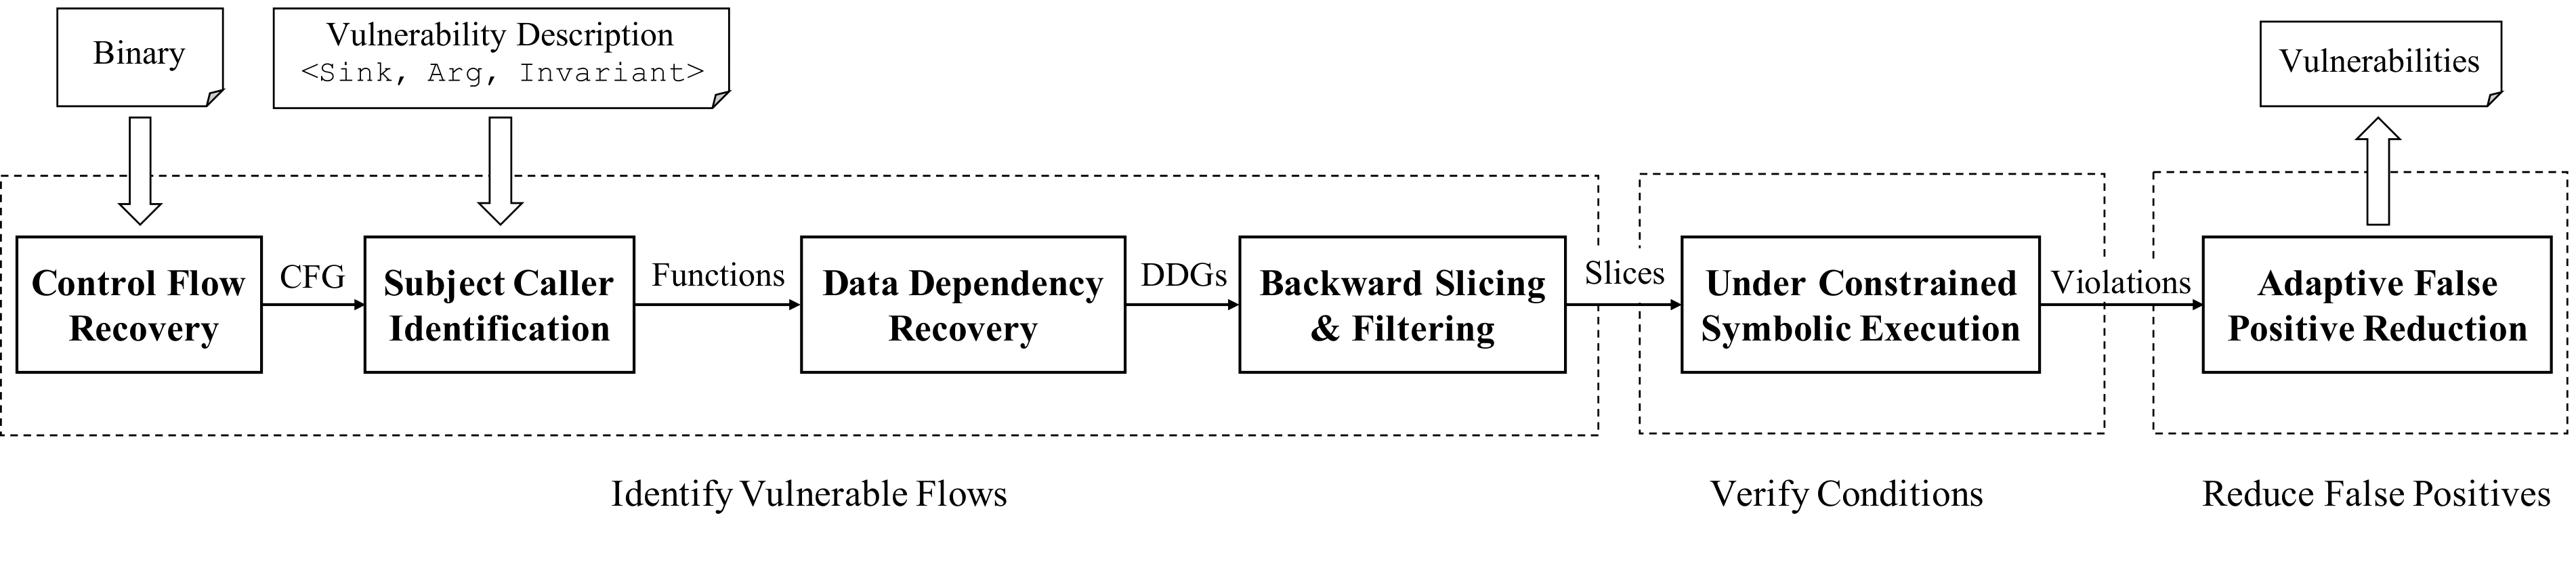 Binary
Vulnerability Description
<Sink, Arg, Invariant>
Vulnerabilities
Control Flow
Recovery
CFG
Subject Caller
Identification
Functions
Data Dependency
Recovery
DDGs
Backward Slicing
& Filtering
Slices
Under Constrained
Symbolic Execution
Violations
Adaptive False
Positive Reduction
Identify Vulnerable Flows
Verify Conditions
Reduce False Positives